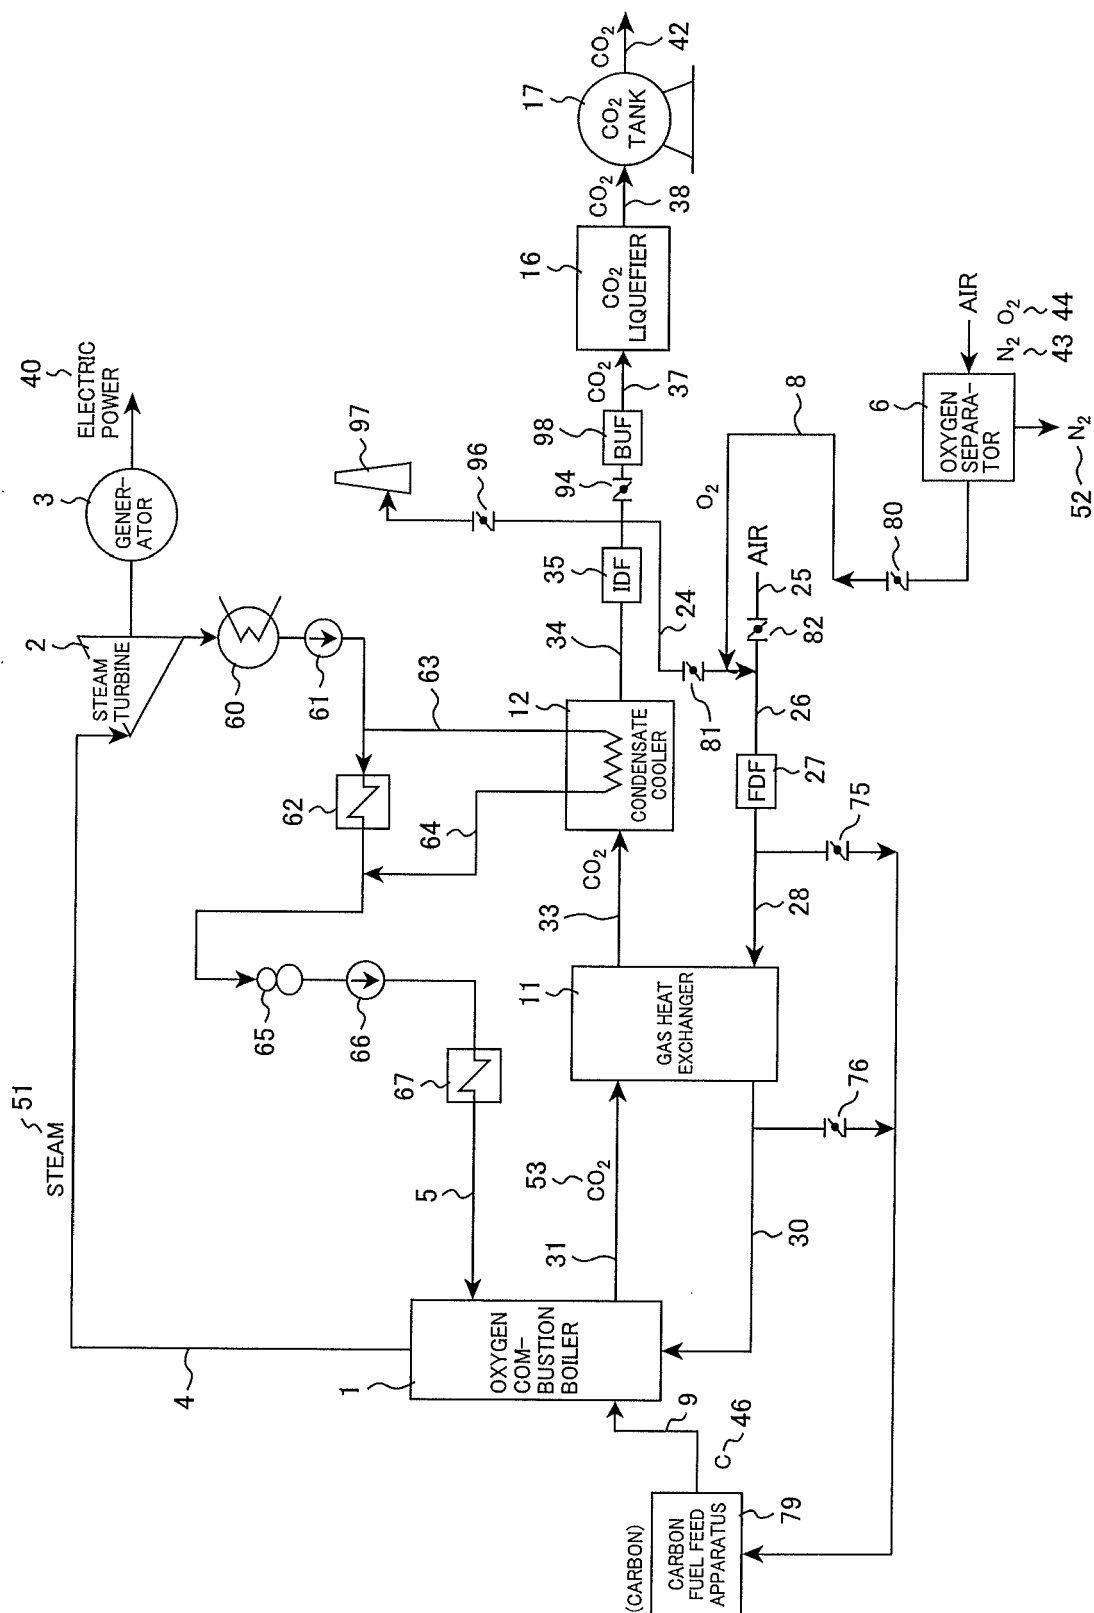 51
STEAM
4
2
STEAM
TURBINE
3
GENER-
ATOR
40
ELECTRIC
POWER
60
61
62
63
64
65
66
67
5
97
96
1
OXYGEN
COM-
BUSTION
BOILER
31
53
CO2
11
GAS HEAT
EXCHANGER
33
CO2
12
CONDENSATE
COOLER
34
35
IDF
94
98
BUF
CO2
37
16
CO2
LIQUEFIER
CO2
38
17
CO2
TANK
CO2
42
24
81
O2
8
AIR
25
82
26
FDF
27
28
75
76
30
80
6
OXYGEN
SEPARA-
TOR
AIR
N2
O2
43
44
N2
52
9
C
46
(CARBON)
CARBON
FUEL FEED
APPARATUS
79